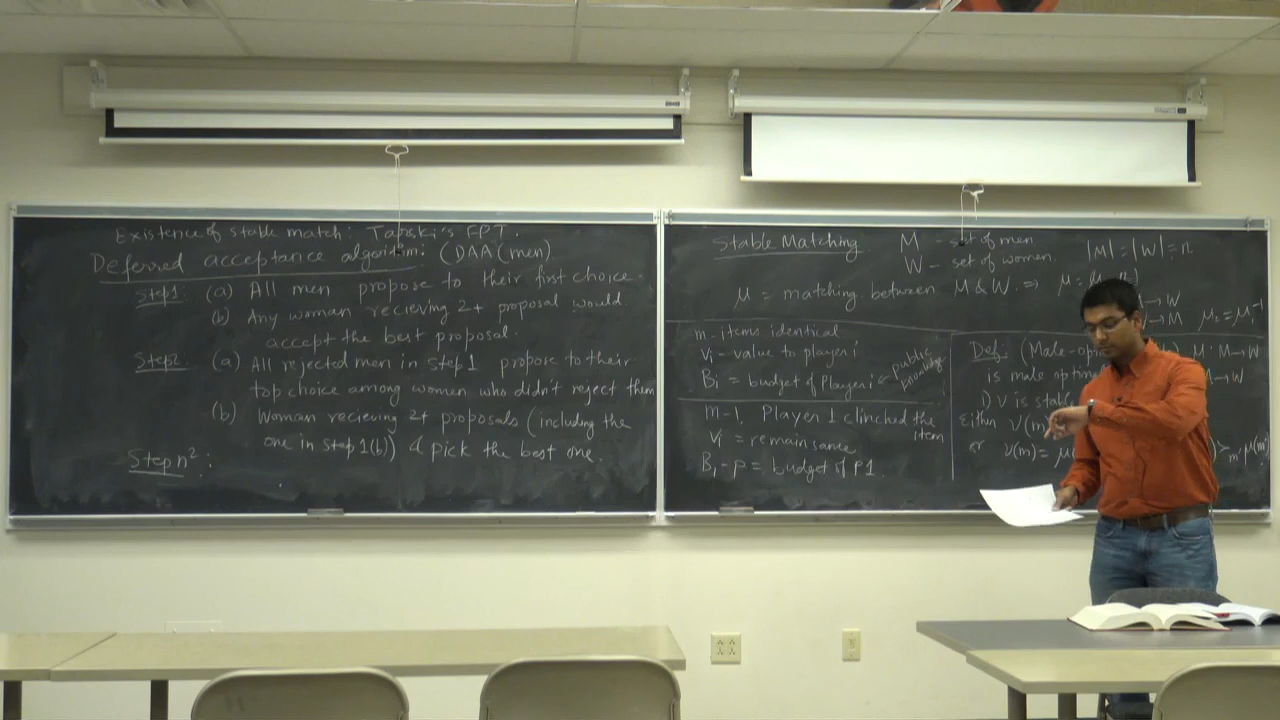 Existence of stable match: Tarski's FPT.
Deferred acceptance algorithm: (DAA(men)
Step1: (a) All men propose to their first choice.
(b) Any woman recieving 2+ proposal would
accept the best proposal.
Step2: (a) All rejected men in step 1 propose to their
top choice among women who didn't reject them
(b) Woman recieving 2+ proposals (including the
one in step 1(b)) & pick the best one.
Step n²:
Stable Matching
M - set of men
W - set of women.
|M| = |W| = n.
μ = matching between M & W ⇒ μ =
→ W
→ M μ₂ = μ₁⁻¹
m-items identical
Vi - value to player i
Bi = budget of Player i ← public knowledge
m-1. Player 1 clinched the item
Vi = remain same
B1 - p = budget of P1
Def: (Male-op
is male optim
M → W
→ W
1) ν is stab
Either ν(m)
or ν(m) = μ( >m μ(m)